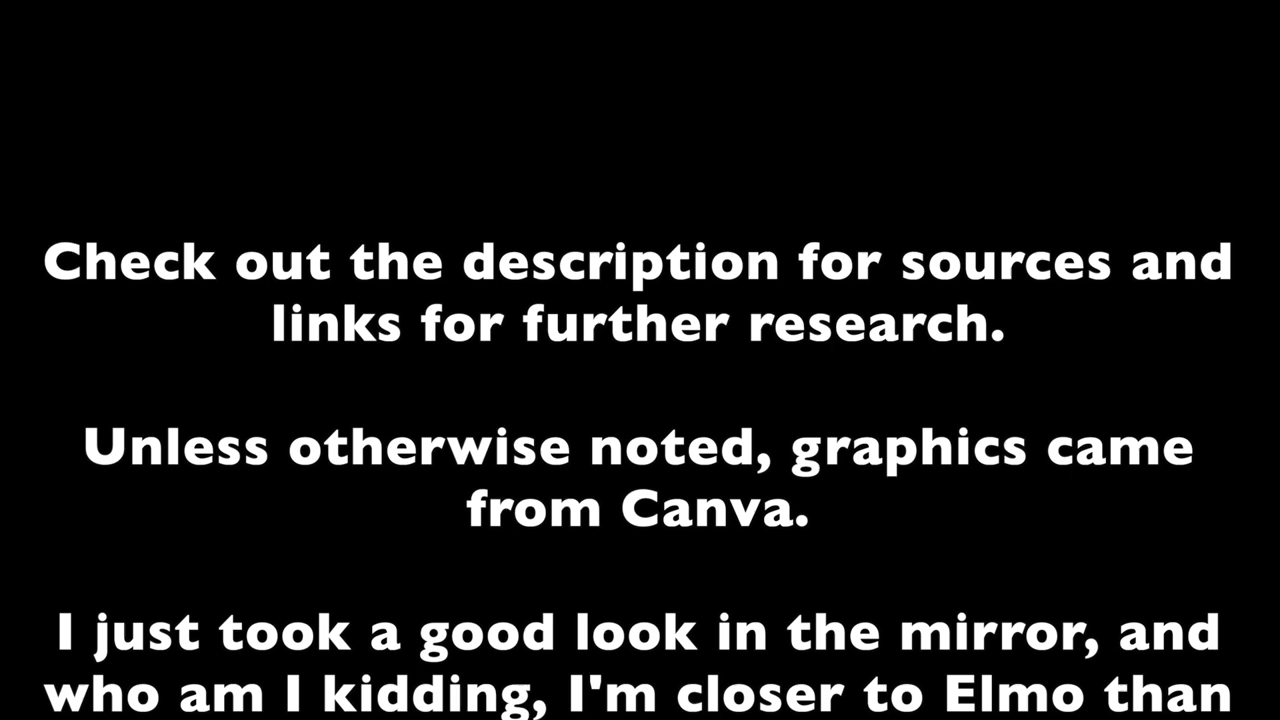 Check out the description for sources and
links for further research.
Unless otherwise noted, graphics came
from Canva.
I just took a good look in the mirror, and
who am I kidding, I'm closer to Elmo than